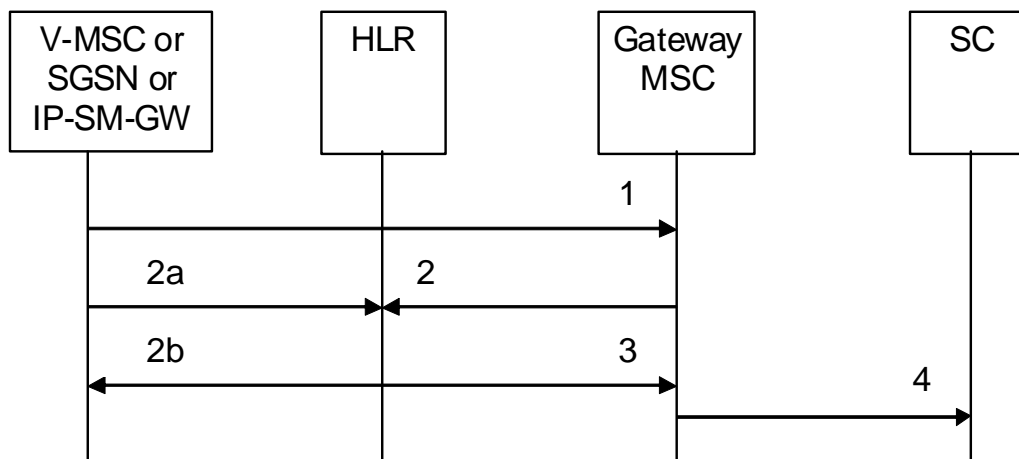 V-MSC or
SGSN or
IP-SM-GW
HLR
Gateway
MSC
SC
1
2a
2
2b
3
4